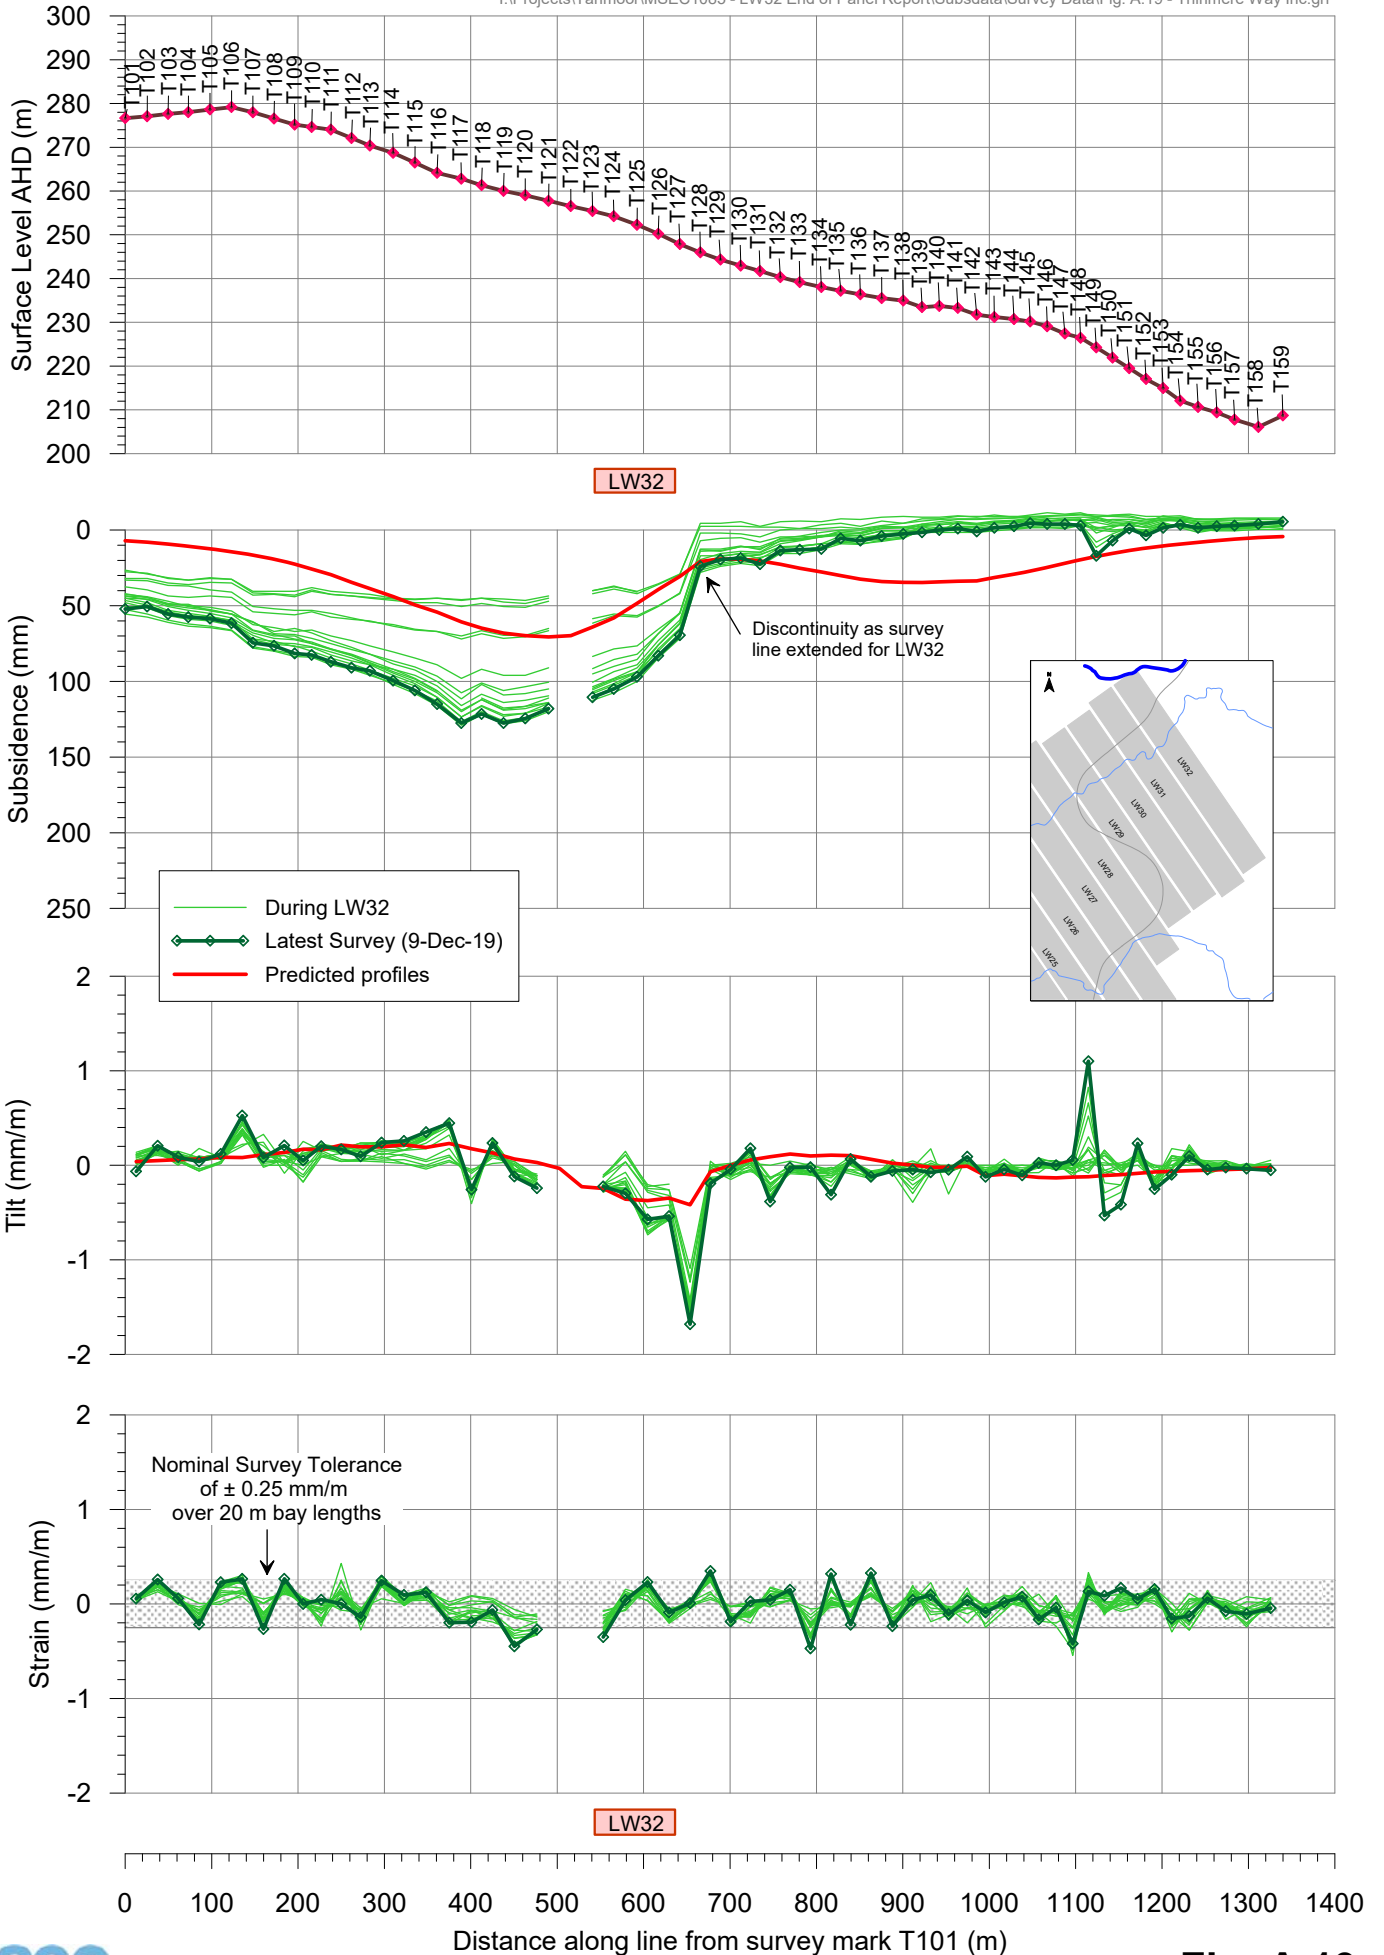 Surface Level AHD (m)
300
290
280
270
260
250
240
230
220
210
200
T101 T102 T103 T104 T105 T106 T107 T108 T109 T110 T111 T112 T113 T114 T115 T116 T117 T118 T119 T120 T121 T122 T123 T124 T125 T126 T127 T128 T129 T130 T131 T132 T133 T134 T135 T136 T137 T138 T139 T140 T141 T142 T143 T144 T145 T146 T147 T148 T149 T150 T151 T152 T153 T154 T155 T156 T157 T158 T159
LW32
Subsidence (mm)
0
50
100
150
200
250
Discontinuity as survey
line extended for LW32
N
LW32
LW31
LW30
LW29
LW28
LW27
LW26
LW25
During LW32
Latest Survey (9-Dec-19)
Predicted profiles
Tilt (mm/m)
2
1
0
-1
-2
Strain (mm/m)
2
1
0
-1
-2
Nominal Survey Tolerance
of ± 0.25 mm/m
over 20 m bay lengths
LW32
0 100 200 300 400 500 600 700 800 900 1000 1100 1200 1300 1400
Distance along line from survey mark T101 (m)